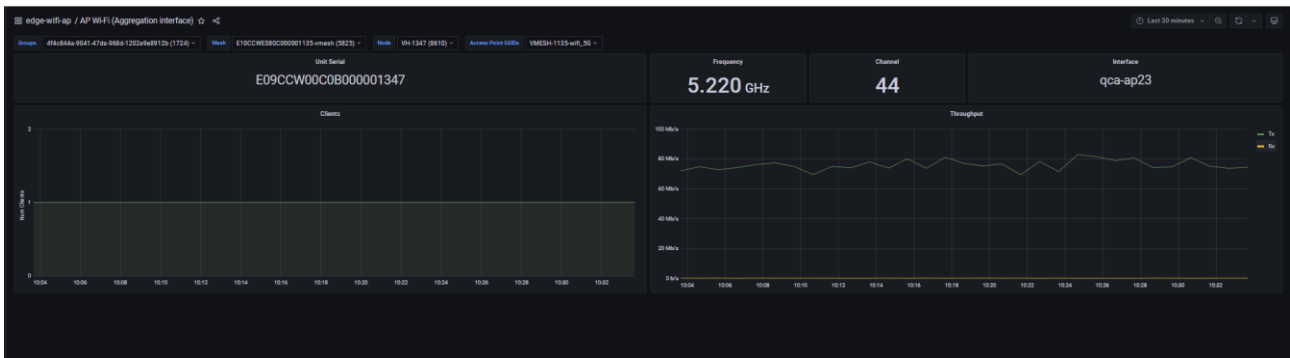 edge-wifi-ap / AP Wi-Fi (Aggregation interface)
Last 30 minutes
Groups 4f4c844a-9041-47da-968d-1202e9e8912b (1724) Mesh E10CCWE080C000001135-vmesh (5825) Node VH-1347 (8610) Access Point SSIDs VMESH-1135-wifi_5G
Unit Serial
E09CCW00C0B000001347
Frequency
5.220 GHz
Channel
44
Interface
qca-ap23
Clients
2
1
0
Num Clients
10:04 10:06 10:08 10:10 10:12 10:14 10:16 10:18 10:20 10:22 10:24 10:26 10:28 10:30 10:32
Throughput
100 Mb/s
80 Mb/s
60 Mb/s
40 Mb/s
20 Mb/s
0 b/s
10:04 10:06 10:08 10:10 10:12 10:14 10:16 10:18 10:20 10:22 10:24 10:26 10:28 10:30 10:32
Tx
Rx